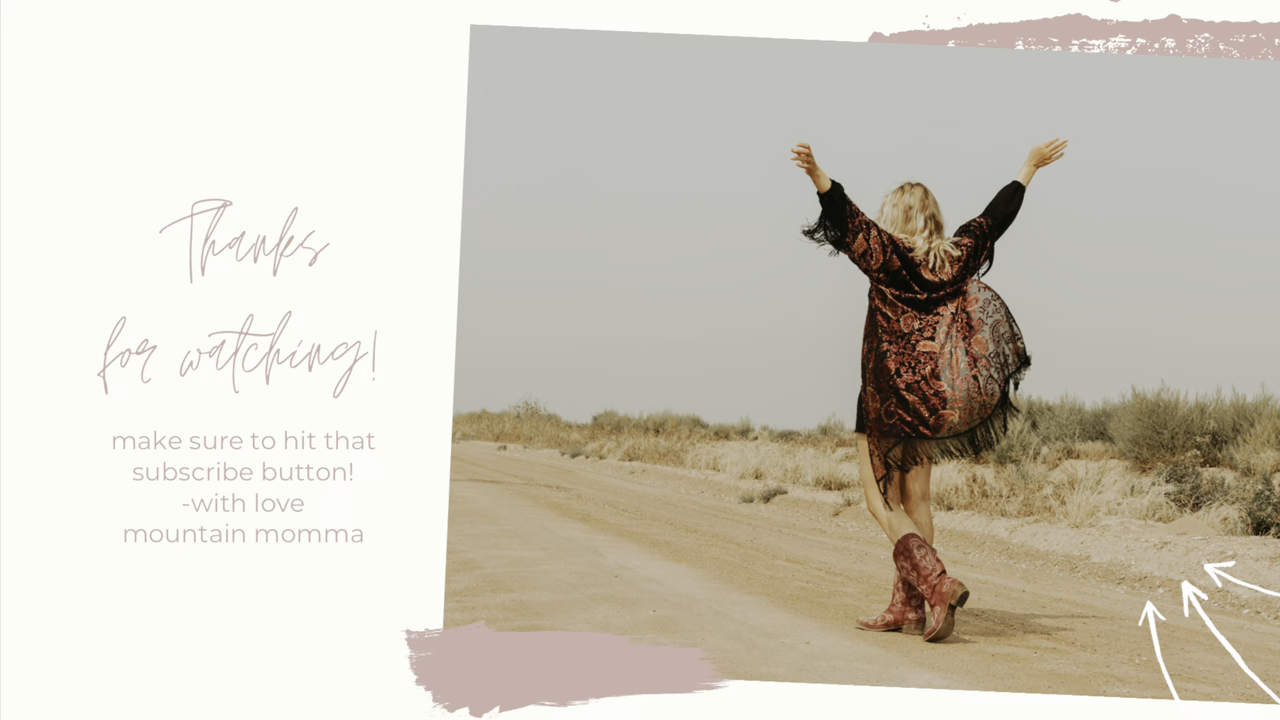 Thanks
for watching!
make sure to hit that
subscribe button!
-with love
mountain momma